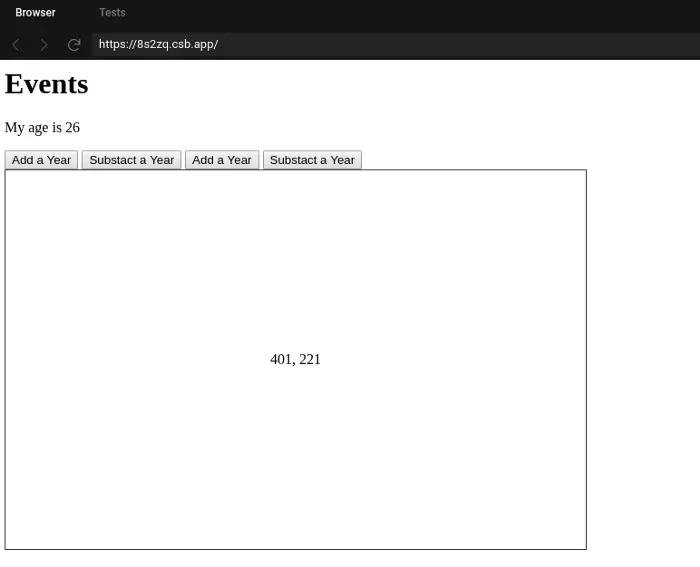 Browser Tests
https://8s2zq.csb.app/
Events
My age is 26
Add a Year Substact a Year Add a Year Substact a Year
401, 221